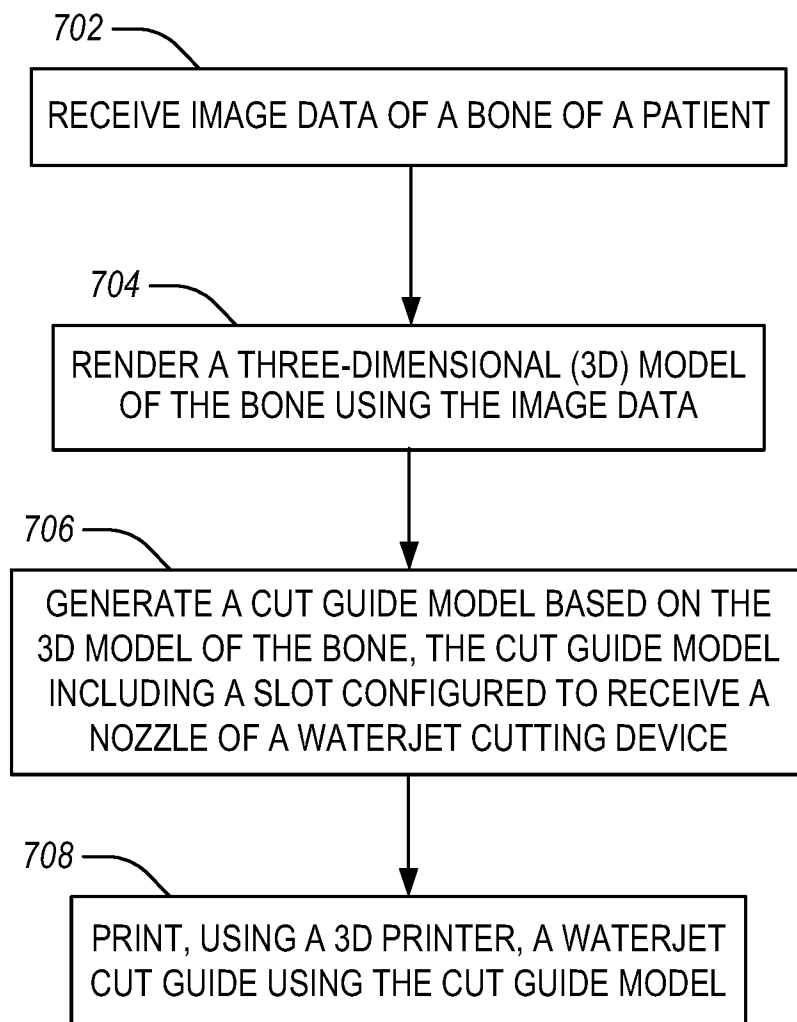 702
RECEIVE IMAGE DATA OF A BONE OF A PATIENT
704
RENDER A THREE-DIMENSIONAL (3D) MODEL
OF THE BONE USING THE IMAGE DATA
706
GENERATE A CUT GUIDE MODEL BASED ON THE
3D MODEL OF THE BONE, THE CUT GUIDE MODEL
INCLUDING A SLOT CONFIGURED TO RECEIVE A
NOZZLE OF A WATERJET CUTTING DEVICE
708
PRINT, USING A 3D PRINTER, A WATERJET
CUT GUIDE USING THE CUT GUIDE MODEL